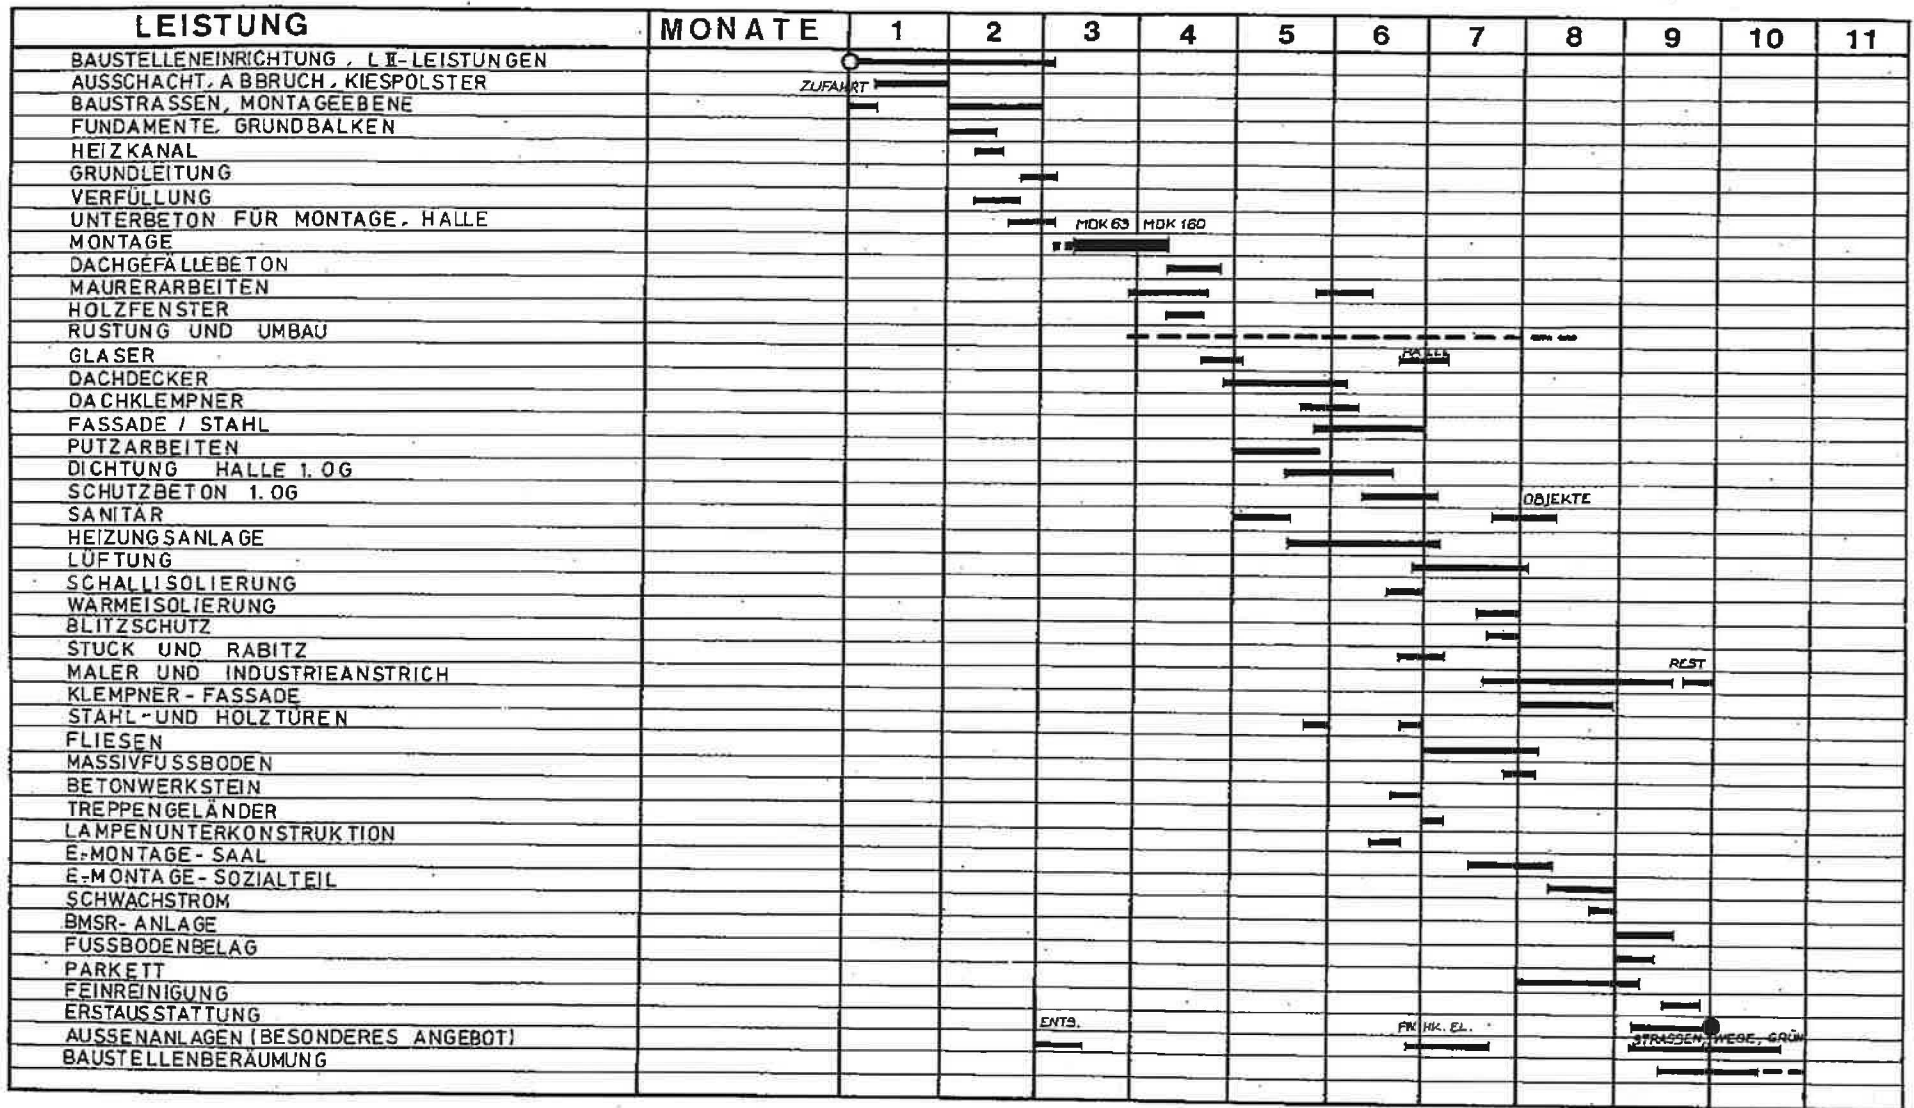 LEISTUNG MONATE 1 2 3 4 5 6 7 8 9 10 11
BAUSTELLENEINRICHTUNG, L II-LEISTUNGEN
AUSSCHACHT, ABBRUCH, KIESPOLSTER
ZUFAHRT
BAUSTRASSEN, MONTAGEEBENE
FUNDAMENTE, GRUNDBALKEN
HEIZKANAL
GRUNDLEITUNG
VERFÜLLUNG
UNTERBETON FÜR MONTAGE, HALLE
MDK 63 MDK 160
MONTAGE
DACHGEFÄLLEBETON
MAURERARBEITEN
HOLZFENSTER
RÜSTUNG UND UMBAU
GLASER HALLE
DACHDECKER
DACHKLEMPNER
FASSADE / STAHL
PUTZARBEITEN
DICHTUNG HALLE 1. OG
SCHUTZBETON 1. OG
OBJEKTE
SANITÄR
HEIZUNGSANLAGE
LÜFTUNG
SCHALLISOLIERUNG
WÄRMEISOLIERUNG
BLITZSCHUTZ
STUCK UND RABITZ
MALER UND INDUSTRIEANSTRICH REST
KLEMPNER-FASSADE
STAHL-UND HOLZTÜREN
FLIESEN
MASSIVFUSSBODEN
BETONWERKSTEIN
TREPPENGELÄNDER
LAMPENUNTERKONSTRUKTION
E-MONTAGE-SAAL
E-MONTAGE-SOZIALTEIL
SCHWACHSTROM
BMSR-ANLAGE
FUSSBODENBELAG
PARKETT
FEINREINIGUNG
ERSTAUSSTATTUNG
ENTS. HK. EL.
AUSSENANLAGEN (BESONDERES ANGEBOT) STRASSEN, WEGE, GRÜN
BAUSTELLENBERÄUMUNG